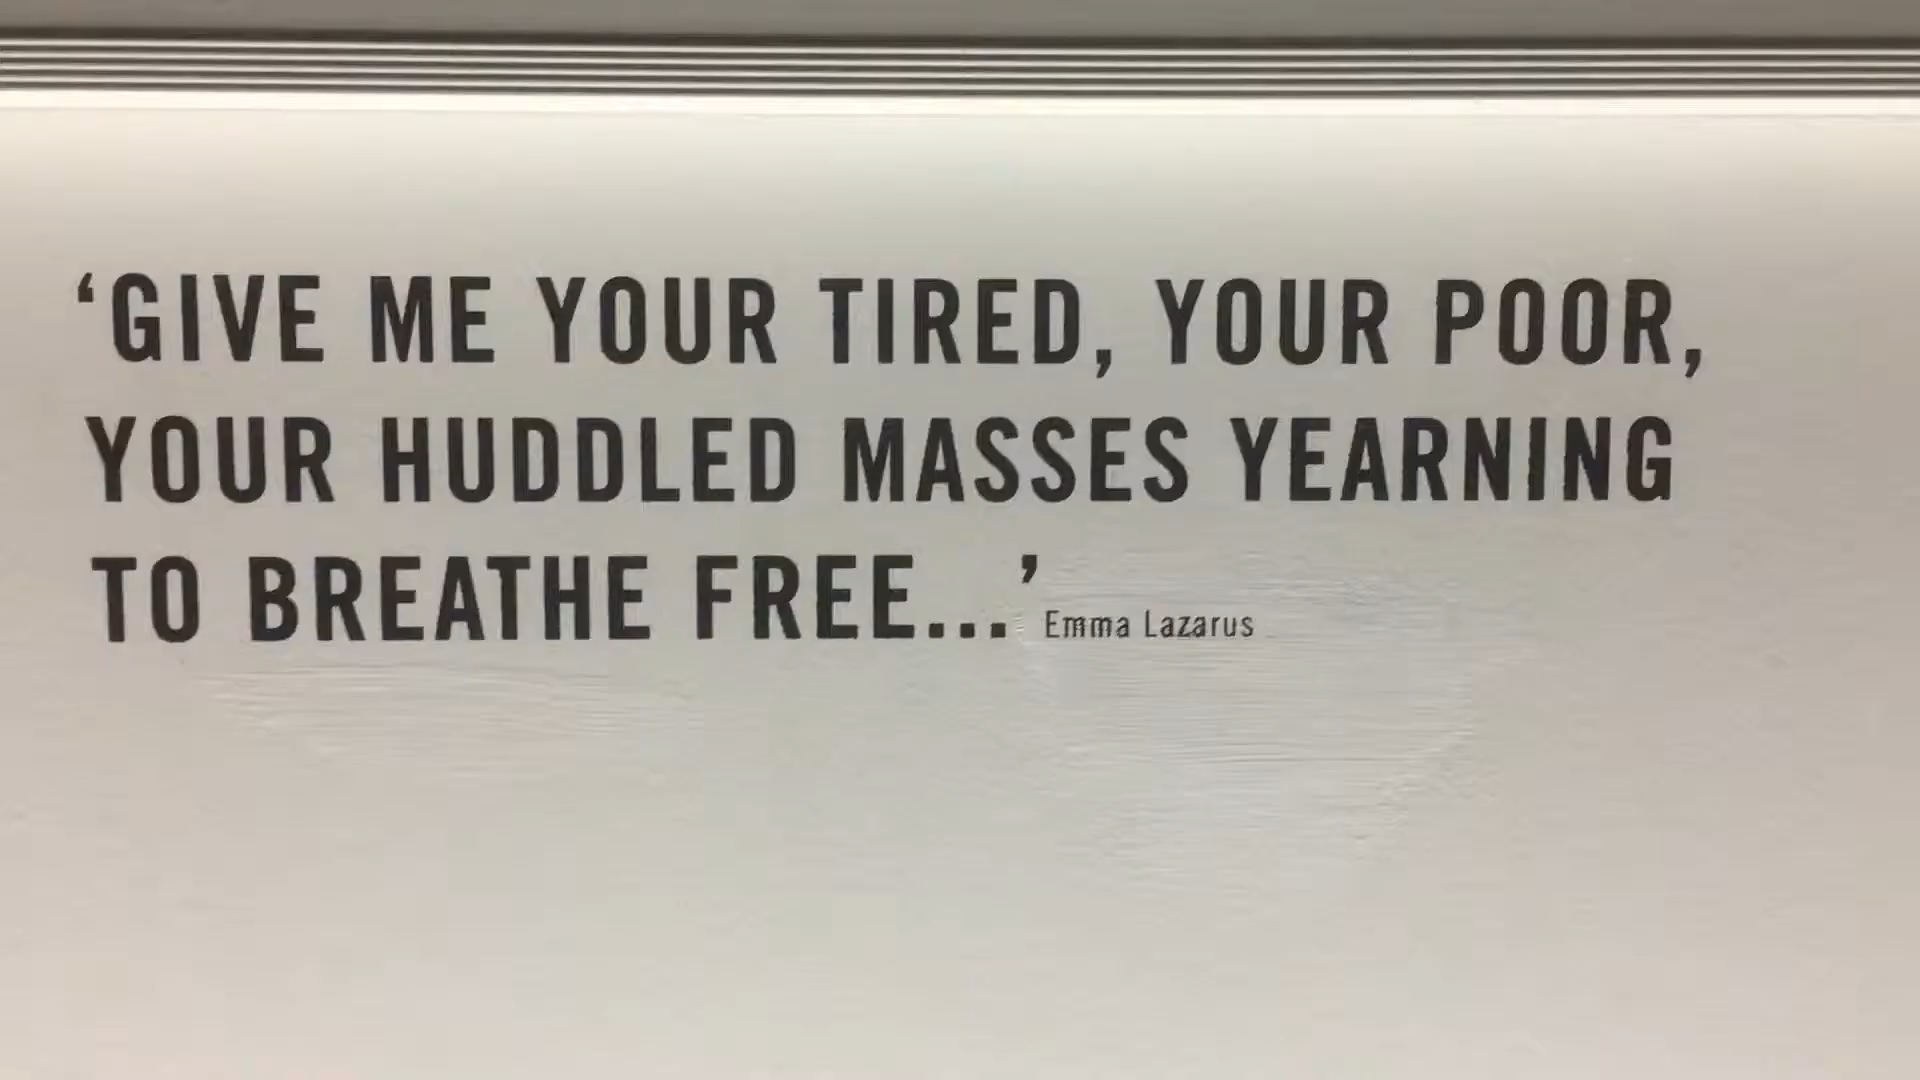 ‘GIVE ME YOUR TIRED, YOUR POOR,
YOUR HUDDLED MASSES YEARNING
TO BREATHE FREE...’ Emma Lazarus